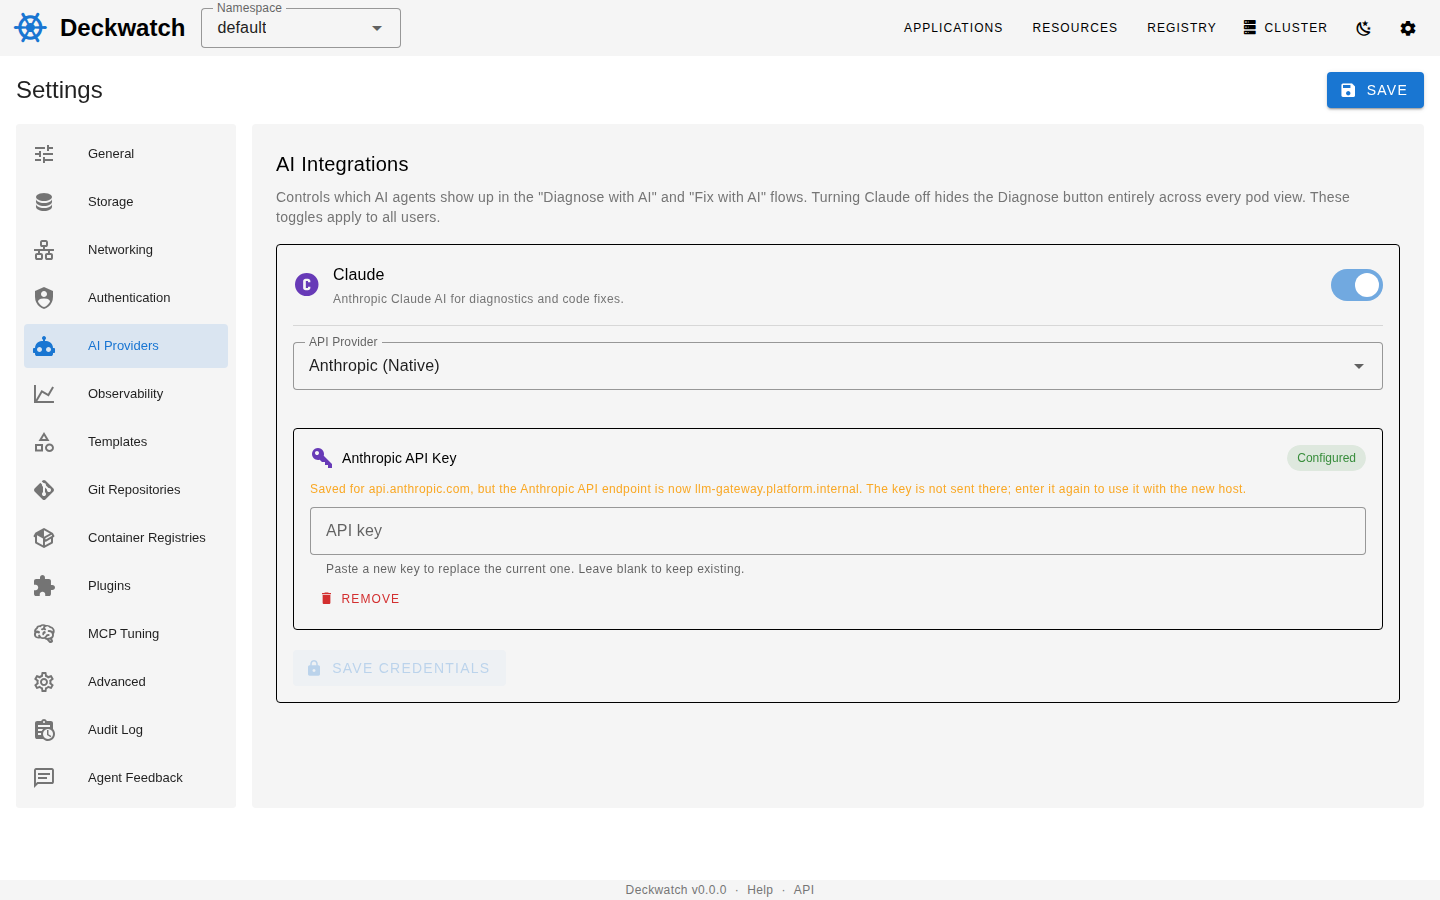 Deckwatch
Namespace
default
APPLICATIONS
RESOURCES
REGISTRY
CLUSTER
Settings
SAVE
General
Storage
Networking
Authentication
AI Providers
Observability
Templates
Git Repositories
Container Registries
Plugins
MCP Tuning
Advanced
Audit Log
Agent Feedback
AI Integrations
Controls which AI agents show up in the "Diagnose with AI" and "Fix with AI" flows. Turning Claude off hides the Diagnose button entirely across every pod view. These
toggles apply to all users.
C
Claude
Anthropic Claude AI for diagnostics and code fixes.
API Provider
Anthropic (Native)
Anthropic API Key
Configured
Saved for api.anthropic.com, but the Anthropic API endpoint is now llm-gateway.platform.internal. The key is not sent there; enter it again to use it with the new host.
API key
Paste a new key to replace the current one. Leave blank to keep existing.
REMOVE
SAVE CREDENTIALS
Deckwatch v0.0.0 · Help · API